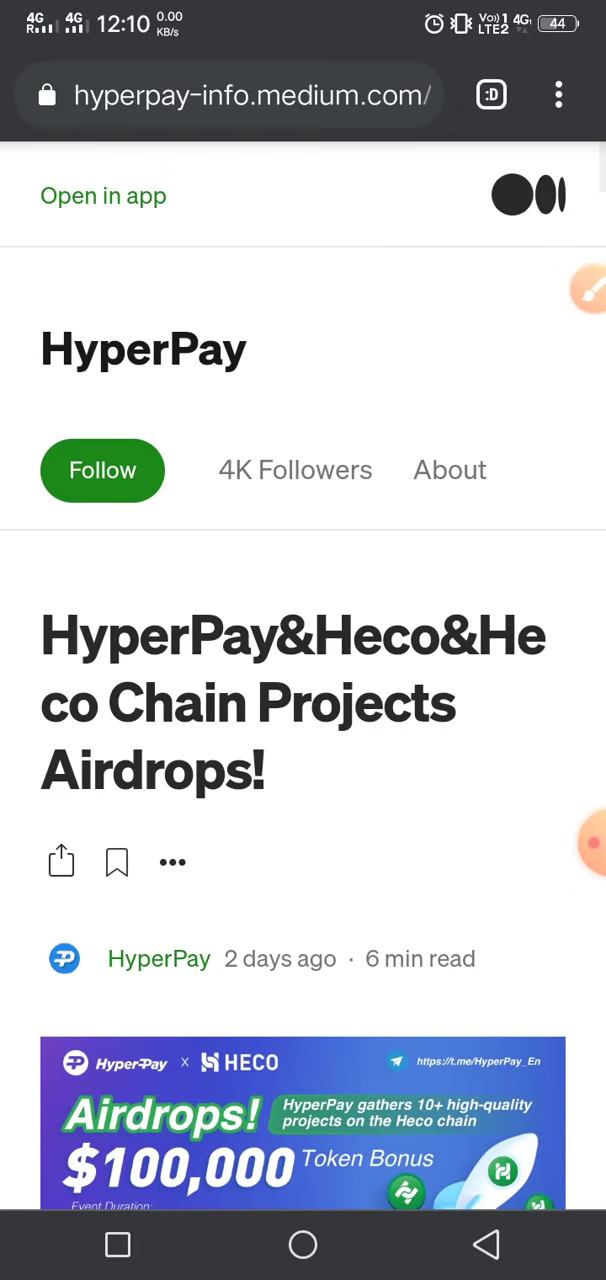 4G R 4G 12:10 0.00 KB/s Vo)) 1 LTE2 4G 44
hyperpay-info.medium.com/ :D
Open in app
HyperPay
Follow 4K Followers About
HyperPay&Heco&He
co Chain Projects
Airdrops!
HyperPay 2 days ago · 6 min read
HyperPay x HECO https://t.me/HyperPay_En
Airdrops! HyperPay gathers 10+ high-quality
projects on the Heco chain
$100,000 Token Bonus
Event Duration: